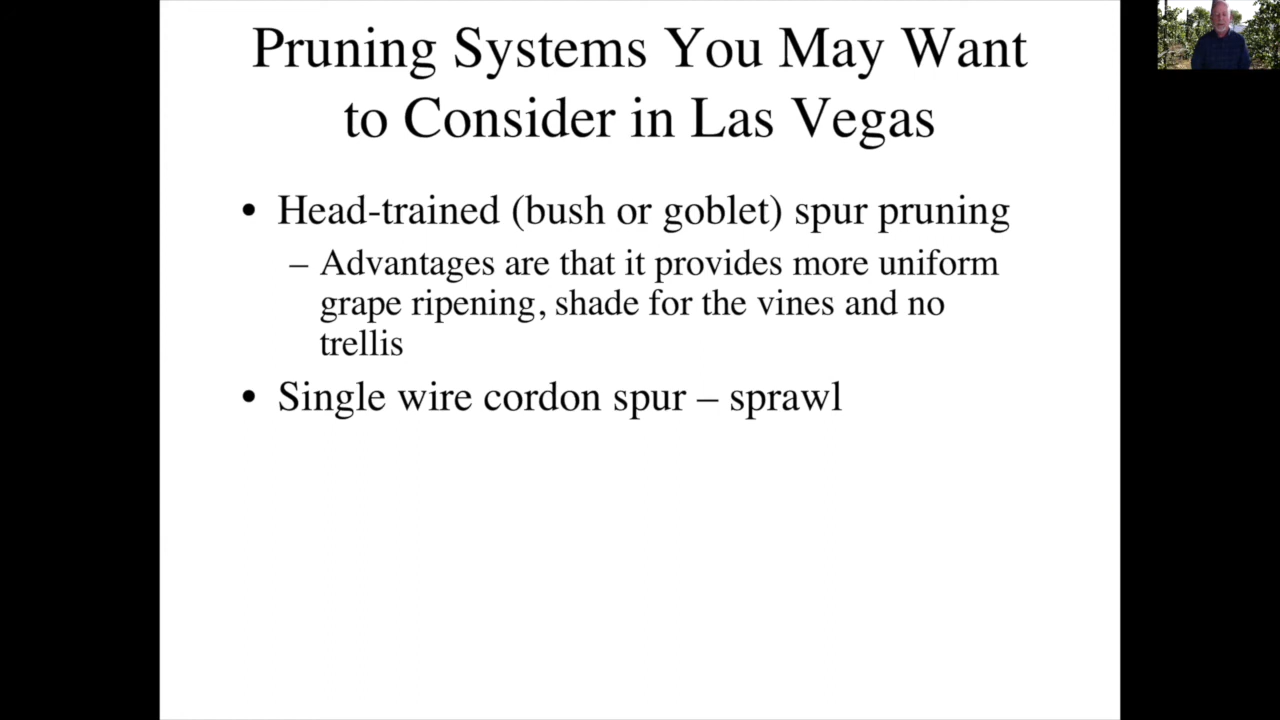 Pruning Systems You May Want
to Consider in Las Vegas
• Head-trained (bush or goblet) spur pruning
– Advantages are that it provides more uniform
grape ripening, shade for the vines and no
trellis
• Single wire cordon spur – sprawl